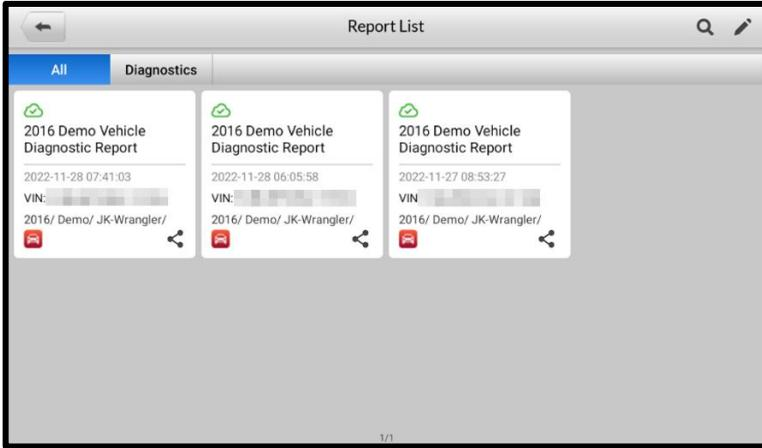 Report List
All
Diagnostics
2016 Demo Vehicle
Diagnostic Report
2022-11-28 07:41:03
VIN:
2016/ Demo/ JK-Wrangler/
2016 Demo Vehicle
Diagnostic Report
2022-11-28 06:05:58
VIN:
2016/ Demo/ JK-Wrangler/
2016 Demo Vehicle
Diagnostic Report
2022-11-27 08:53:27
VIN
2016/ Demo/ JK-Wrangler/
1/1